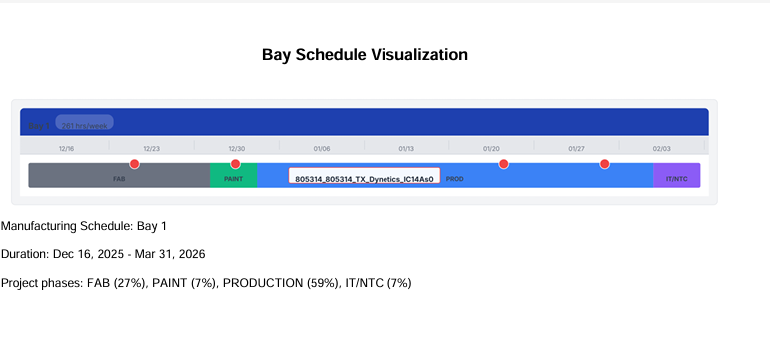 Bay Schedule Visualization
Bay 1 261 hrs/week
12/16 12/23 12/30 01/06 01/13 01/20 01/27 02/03
FAB PAINT 805314_805314_TX_Dynetics_IC14As0 PROD IT/NTC
Manufacturing Schedule: Bay 1
Duration: Dec 16, 2025 - Mar 31, 2026
Project phases: FAB (27%), PAINT (7%), PRODUCTION (59%), IT/NTC (7%)